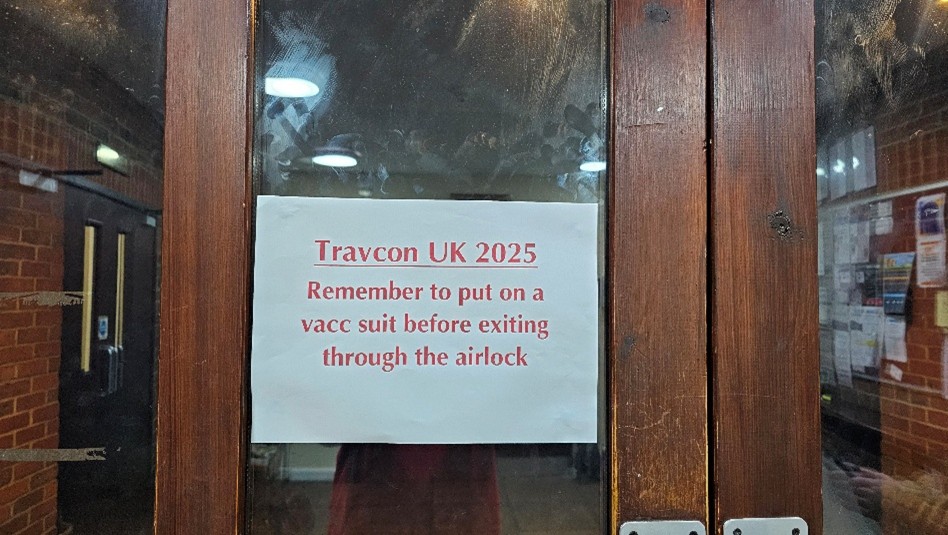 Travcon UK 2025
Remember to put on a
vacc suit before exiting
through the airlock